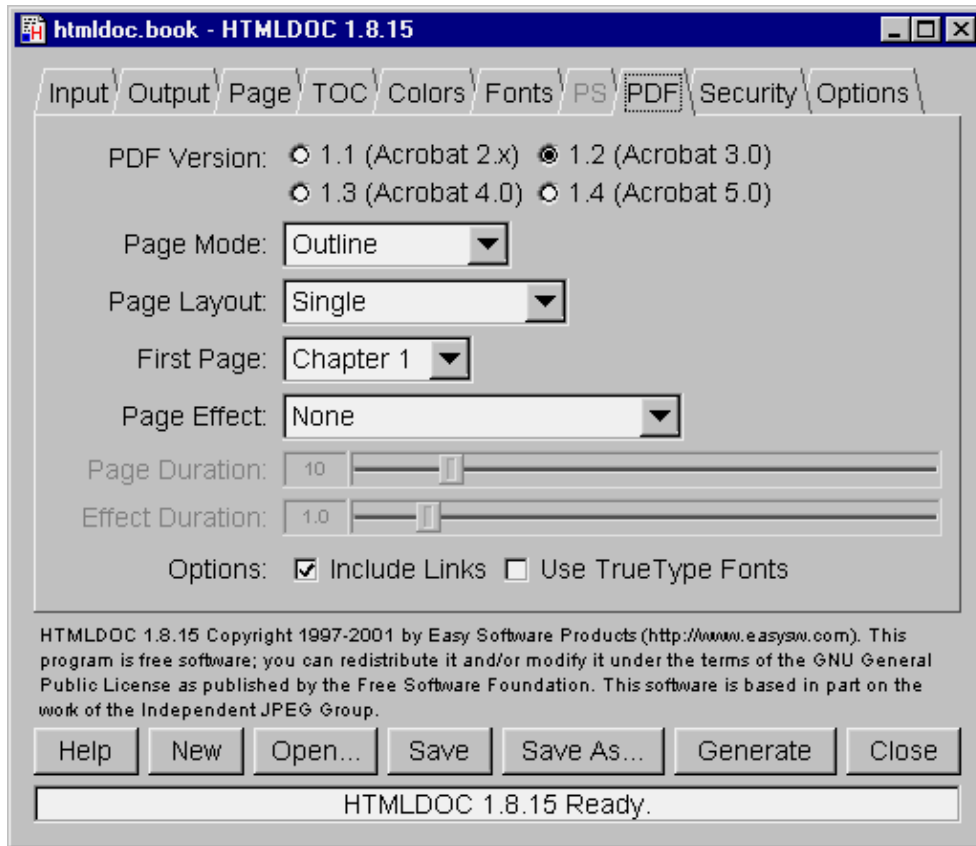 htmldoc.book - HTMLDOC 1.8.15
Input Output Page TOC Colors Fonts PS PDF Security Options
PDF Version: 1.1 (Acrobat 2.x) 1.2 (Acrobat 3.0)
1.3 (Acrobat 4.0) 1.4 (Acrobat 5.0)
Page Mode: Outline
Page Layout: Single
First Page: Chapter 1
Page Effect: None
Page Duration: 10
Effect Duration: 1.0
Options: Include Links Use TrueType Fonts
HTMLDOC 1.8.15 Copyright 1997-2001 by Easy Software Products (http://www.easysw.com). This
program is free software; you can redistribute it and/or modify it under the terms of the GNU General
Public License as published by the Free Software Foundation. This software is based in part on the
work of the Independent JPEG Group.
Help New Open... Save Save As... Generate Close
HTMLDOC 1.8.15 Ready.